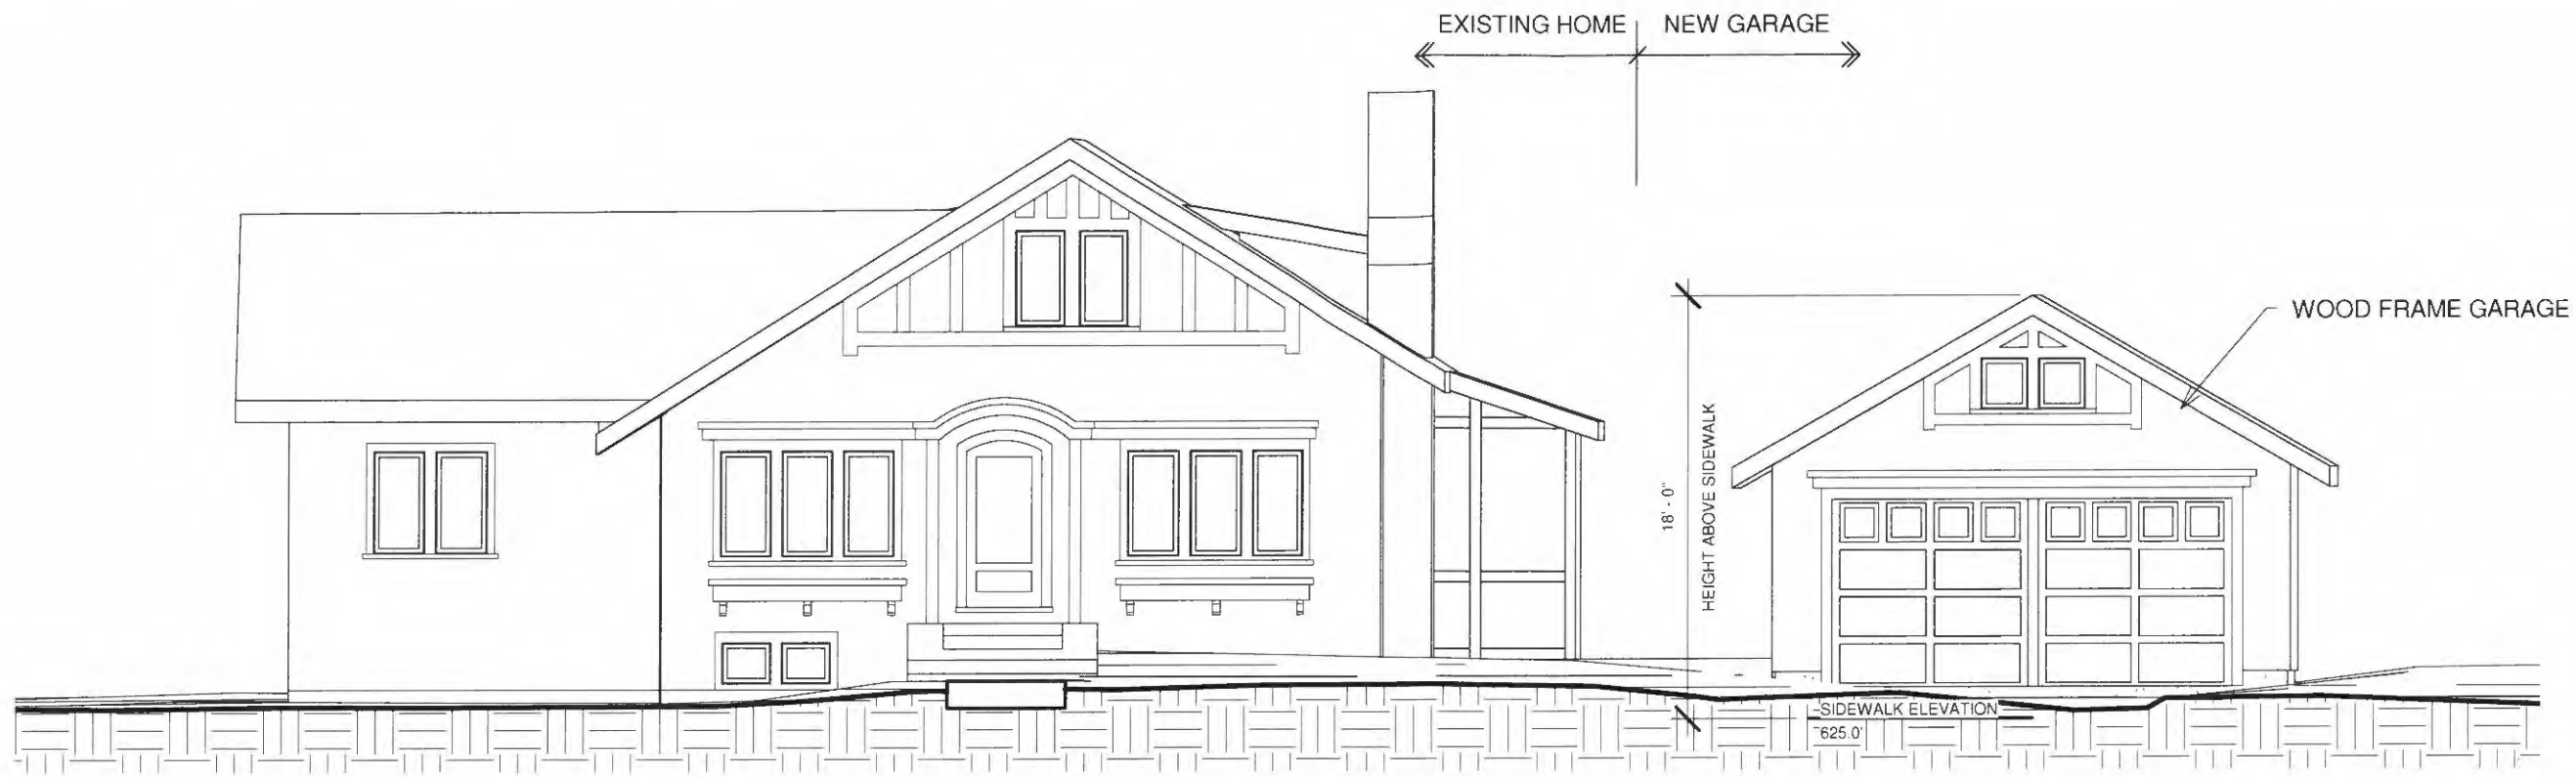 EXISTING HOME
NEW GARAGE
WOOD FRAME GARAGE
18' - 0"
HEIGHT ABOVE SIDEWALK
SIDEWALK ELEVATION
625.0'